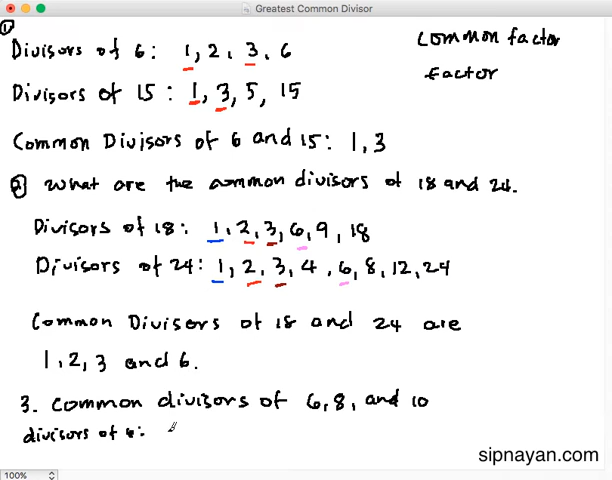 Greatest Common Divisor
1
Divisors of 6: 1, 2, 3, 6
Common factor
factor
Divisors of 15: 1, 3, 5, 15
Common Divisors of 6 and 15: 1, 3
2 What are the common divisors of 18 and 24.
Divisors of 18: 1, 2, 3, 6, 9, 18
Divisors of 24: 1, 2, 3, 4, 6, 8, 12, 24
Common Divisors of 18 and 24 are
1, 2, 3 and 6.
3. Common divisors of 6, 8, and 10
divisors of 6:
sipnayan.com
100%